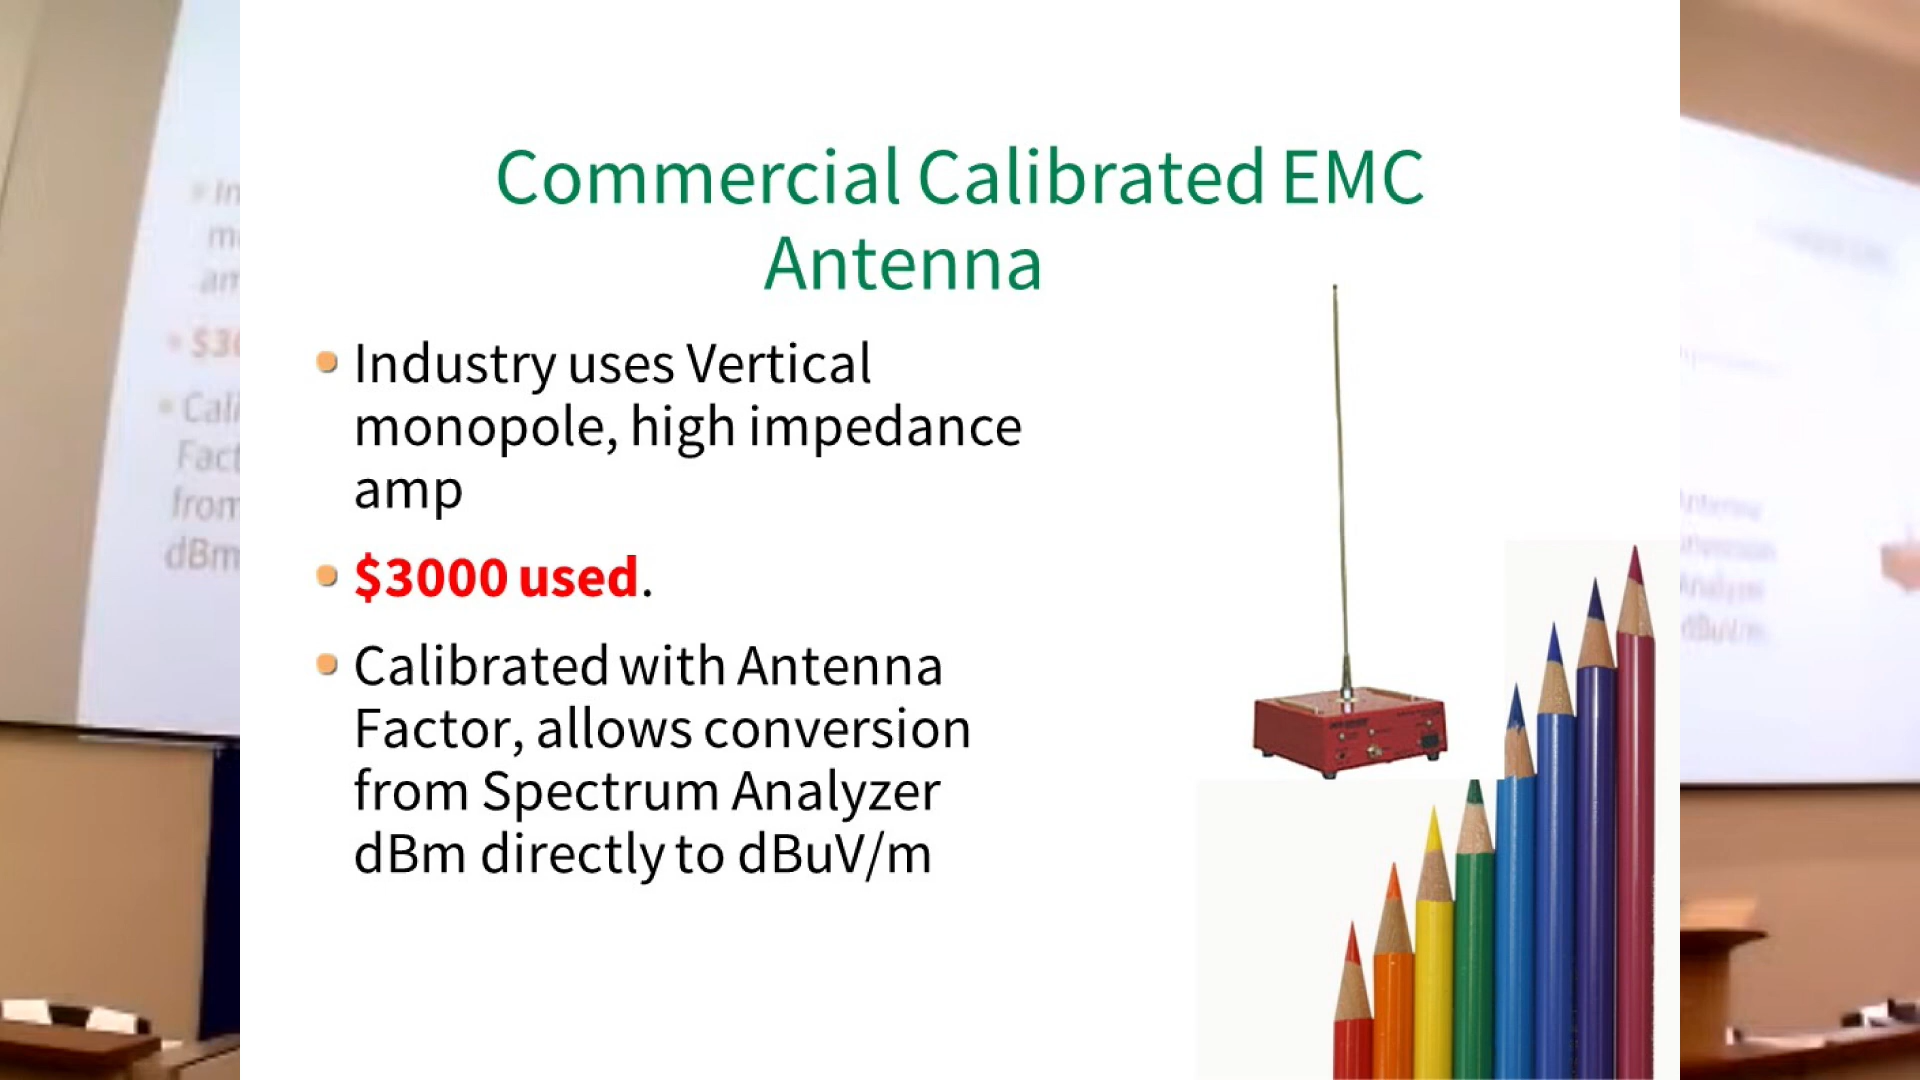 Commercial Calibrated EMC
Antenna
Industry uses Vertical
monopole, high impedance
amp
$3000 used.
Calibrated with Antenna
Factor, allows conversion
from Spectrum Analyzer
dBm directly to dBuV/m